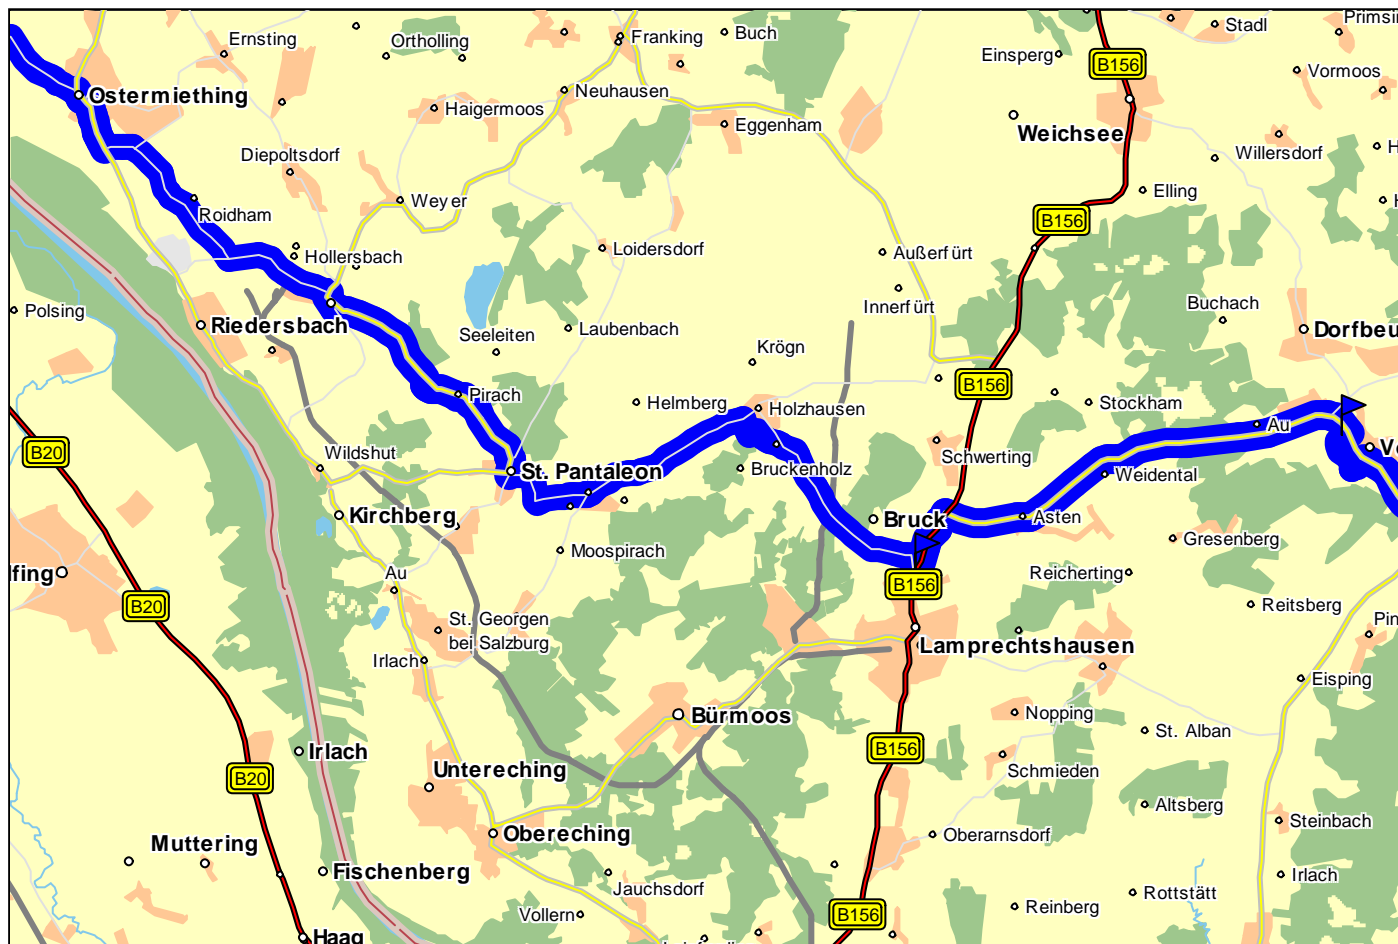 Ernsting
Ortholling
Franking
Buch
Einsperg
B156
Stadl
Primsi
Vormoos
Ostermiething
Haigermoos
Neuhausen
Eggenham
Weichsee
Willersdorf
H
Diepoltsdorf
Weyer
Elling
H
Roidham
B156
Hollersbach
Loidersdorf
Außerfürt
Innerfürt
Buchach
Polsing
Riedersbach
Seeleiten
Laubenbach
Krögn
Dorfbeu
B156
Pirach
Helmberg
Holzhausen
Stockham
Au
B20
Wildshut
St. Pantaleon
Bruckenholz
Schwerting
Weidental
Kirchberg
Bruck
Asten
Moospirach
Gresenberg
lfing
Au
B156
Reicherting
B20
St. Georgen
bei Salzburg
Reitsberg
Pin
Irlach
Lamprechtshausen
Eisping
Bürmoos
Nopping
St. Alban
Irlach
B156
Untereching
Schmieden
B20
Altsberg
Obereching
Oberarnsdorf
Steinbach
Muttering
Fischenberg
Jauchsdorf
Irlach
Rottstätt
Vollern
B156
Reinberg
Haag